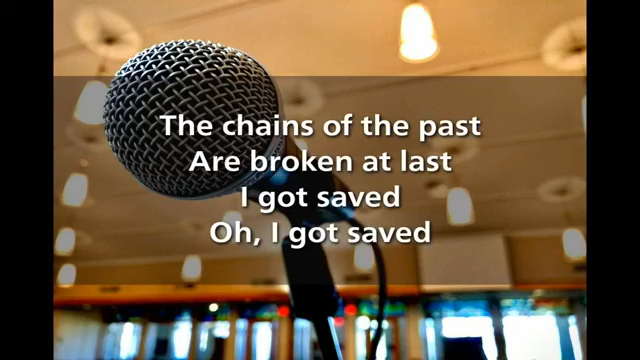 The chains of the past
Are broken at last
I got saved
Oh, I got saved